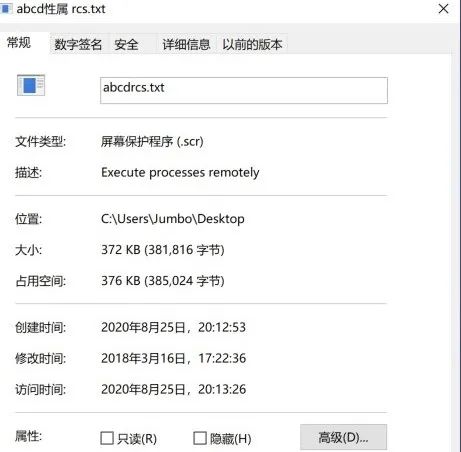 abcd性属 rcs.txt
常规 数字签名 安全 详细信息 以前的版本
abcdrcs.txt
文件类型: 屏幕保护程序 (.scr)
描述: Execute processes remotely
位置: C:\Users\Jumbo\Desktop
大小: 372 KB (381,816 字节)
占用空间: 376 KB (385,024 字节)
创建时间: 2020年8月25日，20:12:53
修改时间: 2018年3月16日，17:22:36
访问时间: 2020年8月25日，20:13:26
属性: 只读(R) 隐藏(H) 高级(D)...